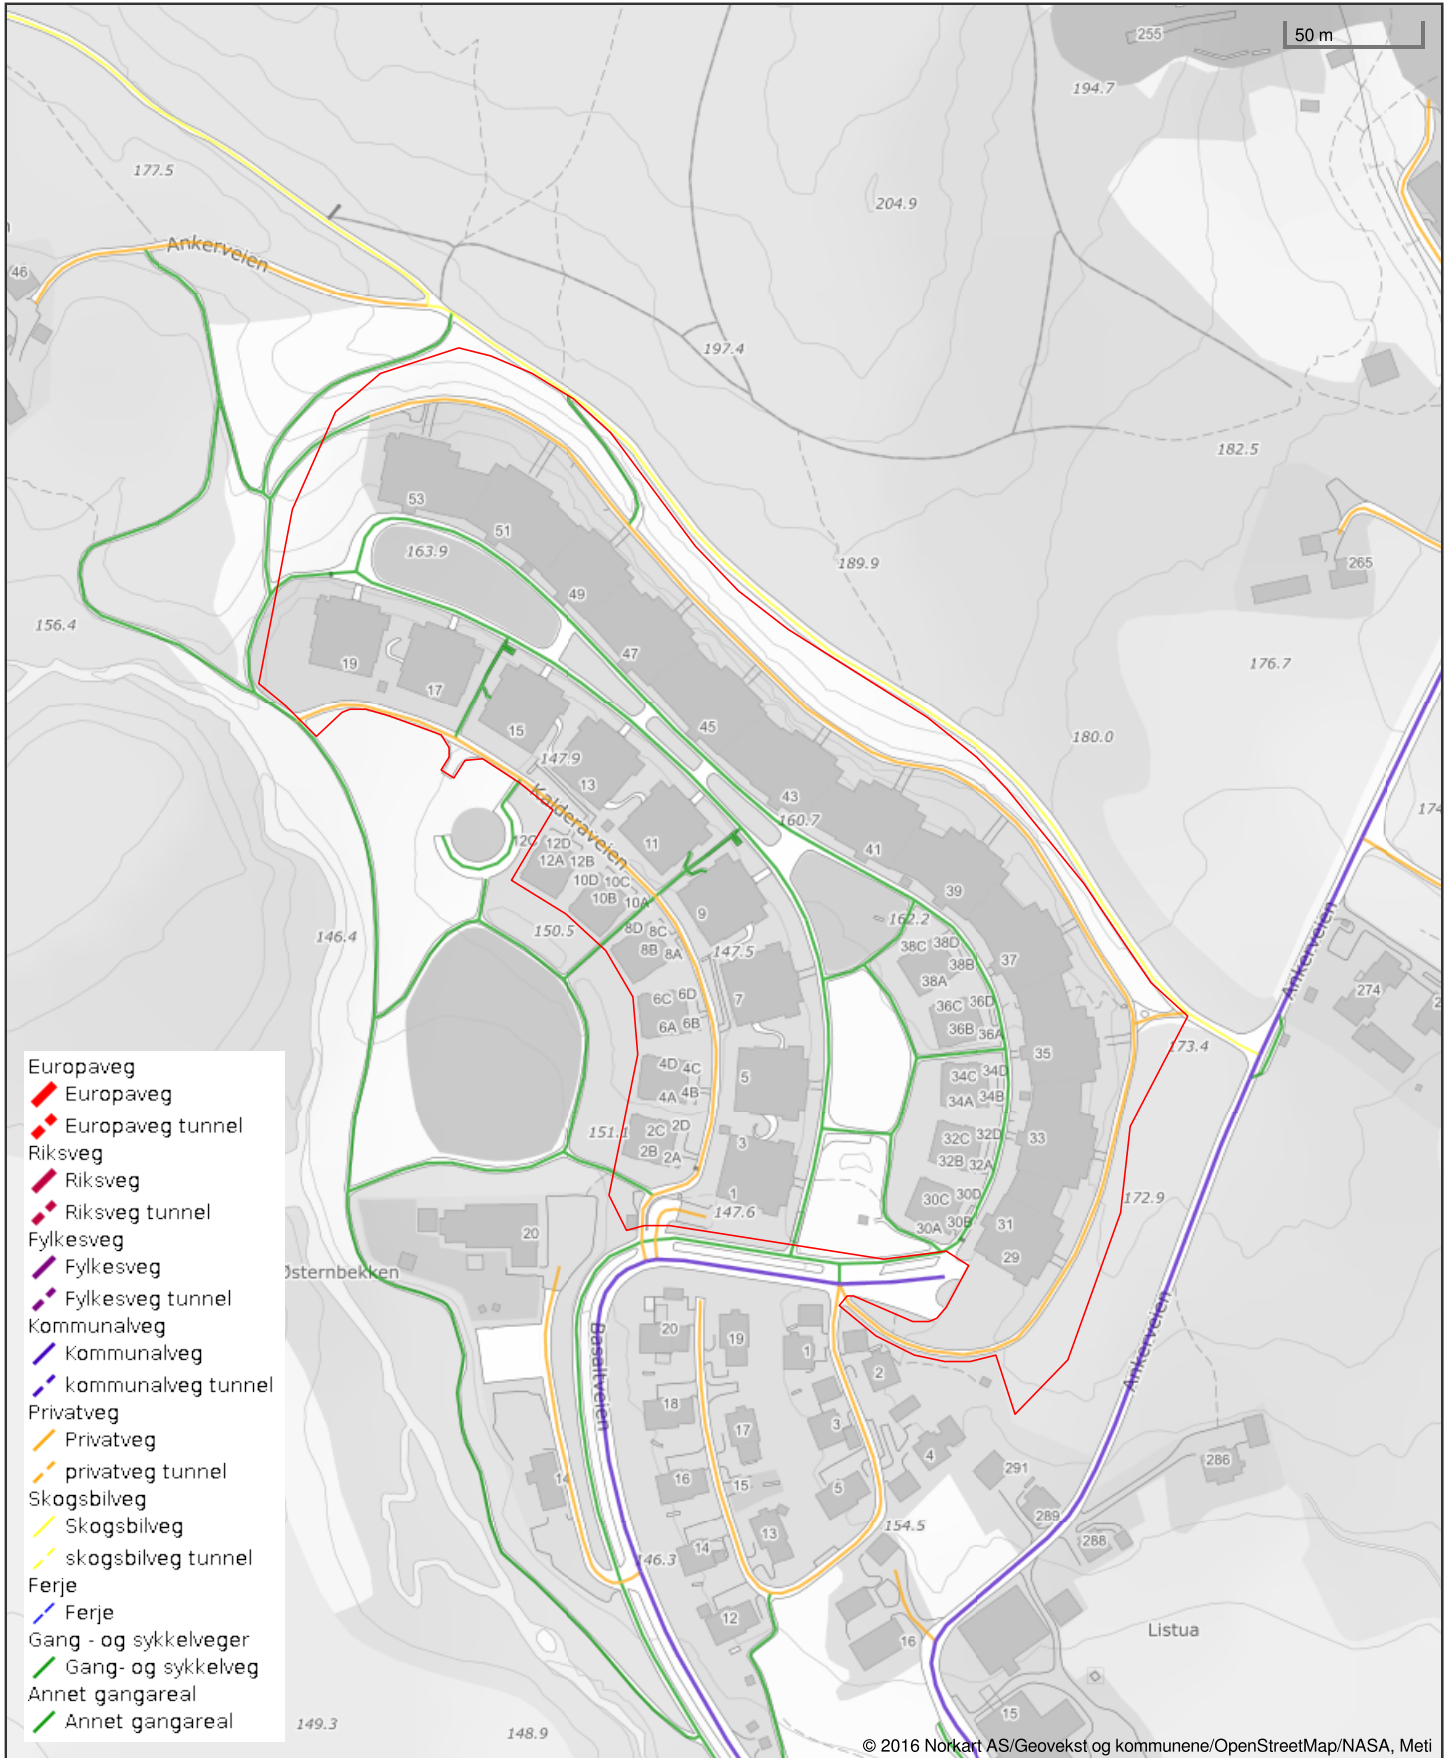 50 m
255
194.7
177.5
204.9
Ankerveien
46
197.4
182.5
53
51
163.9
189.9
265
49
156.4
47
176.7
19
17
45
15
180.0
147.9
13
43
160.7
174
Kalderaveien
12C
12D
11
41
12A
12B
10D
10C
39
10B
10A
9
162.2
Ankerveien
8D
8C
150.5
146.4
38C
38D
8B
8A
147.5
38B
37
38A
274
6C
6D
7
36C
36D
6A
6B
36B
36A
173.4
35
4D
4C
5
34C
34D
4A
4B
34A
34B
151.1
2C
2D
3
32C
32D
33
2B
2A
32B
32A
1
30C
30D
172.9
147.6
30A
30B
31
20
29
Østernbekken
Ankerveien
Basaltveien
20
19
1
2
18
3
17
4
286
291
16
15
14
5
289
154.5
13
288
14
146.3
12
16
Listua
15
149.3
148.9
Europaveg
Europaveg
Europaveg tunnel
Riksveg
Riksveg
Riksveg tunnel
Fylkesveg
Fylkesveg
Fylkesveg tunnel
Kommunalveg
Kommunalveg
kommunalveg tunnel
Privatveg
Privatveg
privatveg tunnel
Skogsbilveg
Skogsbilveg
skogsbilveg tunnel
Ferje
Ferje
Gang - og sykkelveger
Gang- og sykkelveg
Annet gangareal
Annet gangareal
© 2016 Norkart AS/Geovekst og kommunene/OpenStreetMap/NASA, Meti